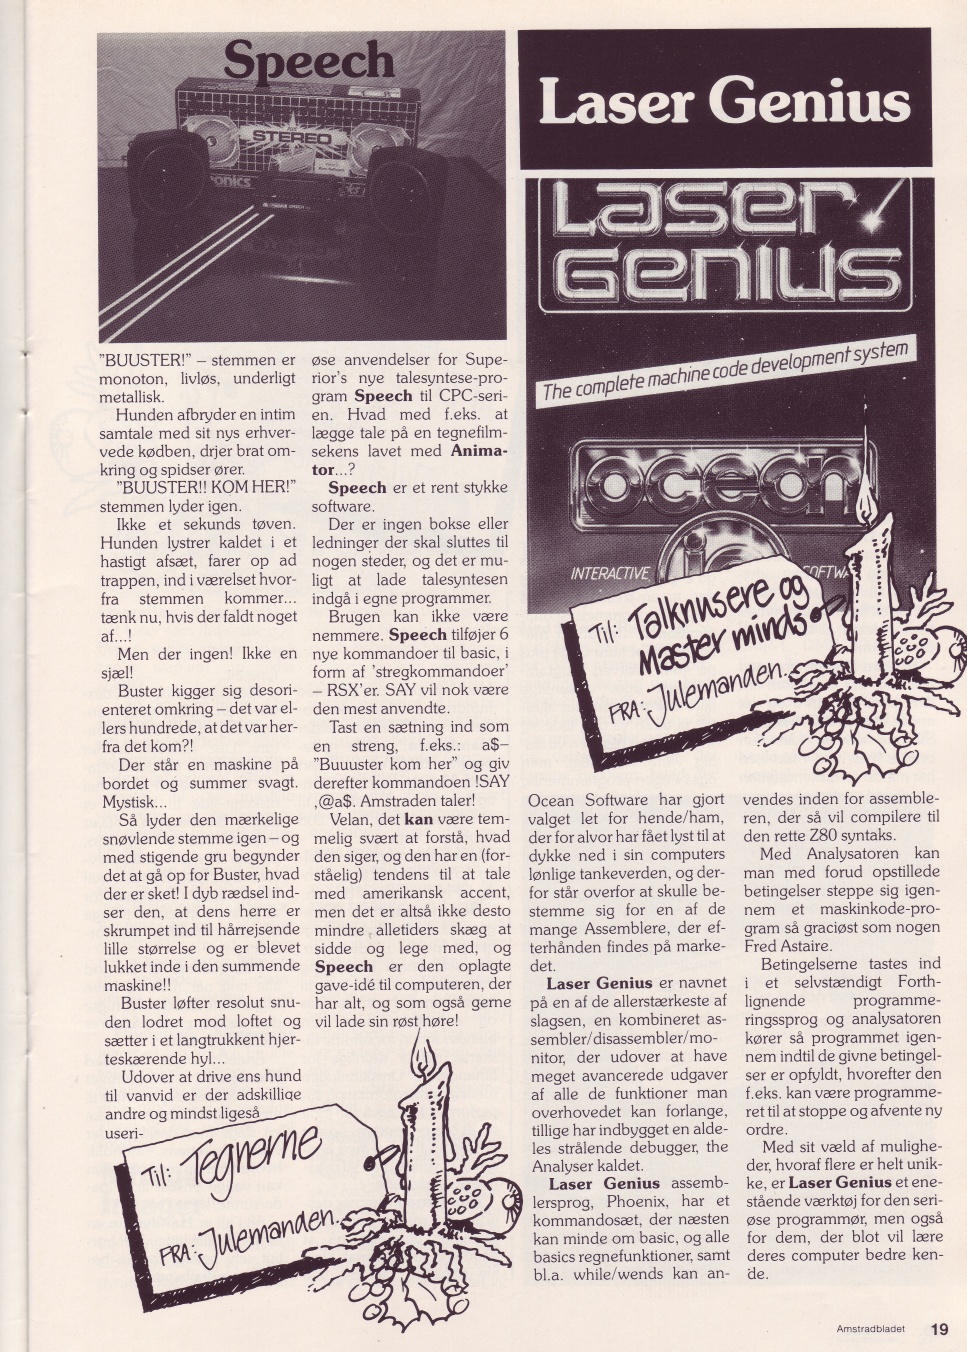 Speech
STEREO
Laser Genius
Laser
GENIUS
The complete machine code development system
ocean
INTERACTIVE
"BUUSTER!" – stemmen er
monoton, livløs, underligt
metallisk.
Hunden afbryder en intim
samtale med sit nys erhver-
vede kødben, drjer brat om-
kring og spidser ører.
"BUUSTER!! KOM HER!"
stemmen lyder igen.
Ikke et sekunds tøven.
Hunden lystrer kaldet i et
hastigt afsæt, farer op ad
trappen, ind i værelset hvor-
fra stemmen kommer...
tænk nu, hvis der faldt noget
af...!
Men der ingen! Ikke en
sjæl!
Buster kigger sig desori-
enteret omkring – det var el-
lers hundrede, at det var her-
fra det kom?!
Der står en maskine på
bordet og summer svagt.
Mystisk...
Så lyder den mærkelige
snøvlende stemme igen – og
med stigende gru begynder
det at gå op for Buster, hvad
der er sket! I dyb rædsel ind-
ser den, at dens herre er
skrumpet ind til hårrejsende
lille størrelse og er blevet
lukket inde i den summende
maskine!!
Buster løfter resolut snu-
den lodret mod loftet og
sætter i et langtrukkent hjer-
teskærende hyl...
Udover at drive ens hund
til vanvid er der adskillige
andre og mindst ligeså
useri-
øse anvendelser for Supe-
rior's nye talesyntese-pro-
gram Speech til CPC-seri-
en. Hvad med f.eks. at
lægge tale på en tegnefilm-
sekens lavet med Anima-
tor...?
Speech er et rent stykke
software.
Der er ingen bokse eller
ledninger der skal sluttes til
nogen steder, og det er mu-
ligt at lade talesyntesen
indgå i egne programmer.
Brugen kan ikke være
nemmere. Speech tilføjer 6
nye kommandoer til basic, i
form af 'stregkommandoer'
– RSX'er. SAY vil nok være
den mest anvendte.
Tast en sætning ind som
en streng, f.eks.: a$–
"Buuuster kom her" og giv
derefter kommandoen !SAY
,@a$. Amstraden taler!
Velan, det kan være tem-
melig svært at forstå, hvad
den siger, og den har en (for-
ståelig) tendens til at tale
med amerikansk accent,
men det er altså ikke desto
mindre alletiders skæg at
sidde og lege med, og
Speech er den oplagte
gave-idé til computeren, der
har alt, og som også gerne
vil lade sin røst høre!
Til: Tegnerne
FRA: Julemanden.
Til: Talknusere og
Master minds
FRA: Julemanden..
Ocean Software har gjort
valget let for hende/ham,
der for alvor har fået lyst til at
dykke ned i sin computers
lønlige tankeverden, og der-
for står overfor at skulle be-
stemme sig for en af de
mange Assemblere, der ef-
terhånden findes på marke-
det.
Laser Genius er navnet
på en af de allerstærkeste af
slagsen, en kombineret as-
sembler/disassembler/mo-
nitor, der udover at have
meget avancerede udgaver
af alle de funktioner man
overhovedet kan forlange,
tillige har indbygget en alde-
les strålende debugger, the
Analyser kaldet.
Laser Genius assemb-
lersprog, Phoenix, har et
kommandosæt, der næsten
kan minde om basic, og alle
basics regnefunktioner, samt
bl.a. while/wends kan an-
vendes inden for assemble-
ren, der så vil compilere til
den rette Z80 syntaks.
Med Analysatoren kan
man med forud opstillede
betingelser steppe sig igen-
nem et maskinkode-pro-
gram så graciøst som nogen
Fred Astaire.
Betingelserne tastes ind
i et selvstændigt Forth-
lignende programme-
ringssprog og analysatoren
kører så programmet igen-
nem indtil de givne betingel-
ser er opfyldt, hvorefter den
f.eks. kan være programme-
ret til at stoppe og afvente ny
ordre.
Med sit væld af mulighe-
der, hvoraf flere er helt unik-
ke, er Laser Genius et ene-
stående værktøj for den seri-
øse programmør, men også
for dem, der blot vil lære
deres computer bedre ken-
de.
Amstradbladet 19